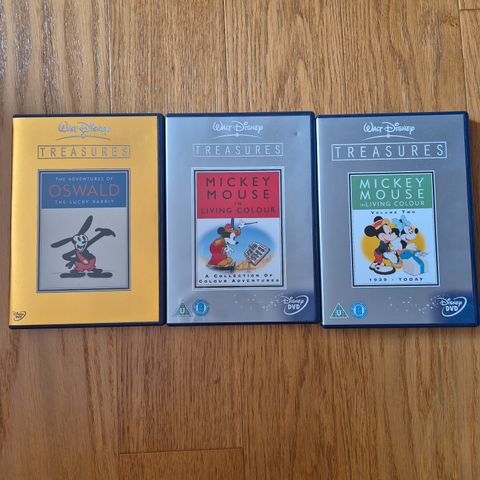 Walt Disney
TREASURES
THE ADVENTURES OF
OSWALD
THE LUCKY RABBIT
DVD
Walt Disney
TREASURES
MICKEY
MOUSE
IN
LIVING COLOUR
A COLLECTION OF
COLOUR ADVENTURES
U
Disney
DVD
Walt Disney
TREASURES
MICKEY
MOUSE
IN LIVING COLOUR
VOLUME TWO
1939 - TODAY
U
Disney
DVD